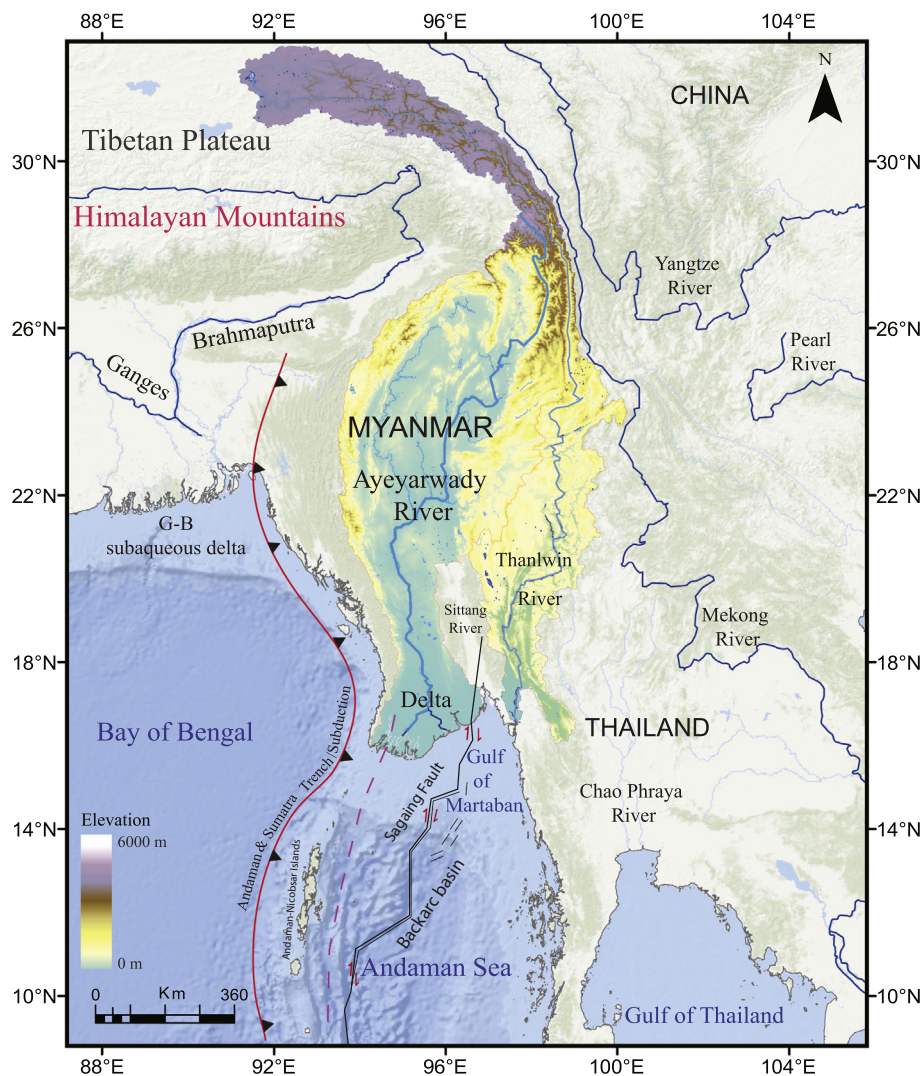 88°E
92°E
96°E
100°E
104°E
N
CHINA
Tibetan Plateau
30°N
30°N
Himalayan Mountains
Yangtze
River
Brahmaputra
26°N
26°N
Pearl
River
Ganges
MYANMAR
Ayeyarwady
River
22°N
22°N
G-B
subaqueous delta
Thanlwin
River
Sittang
River
Mekong
River
18°N
18°N
Delta
THAILAND
Bay of Bengal
Andaman & Sumatra Trench/Subduction
Gulf
of
Martaban
Sagaing Fault
Chao Phraya
River
Elevation
6000 m
0 m
14°N
14°N
Andaman-Nicobsar Islands
Backarc basin
Andaman Sea
0
Km
360
10°N
10°N
Gulf of Thailand
88°E
92°E
96°E
100°E
104°E